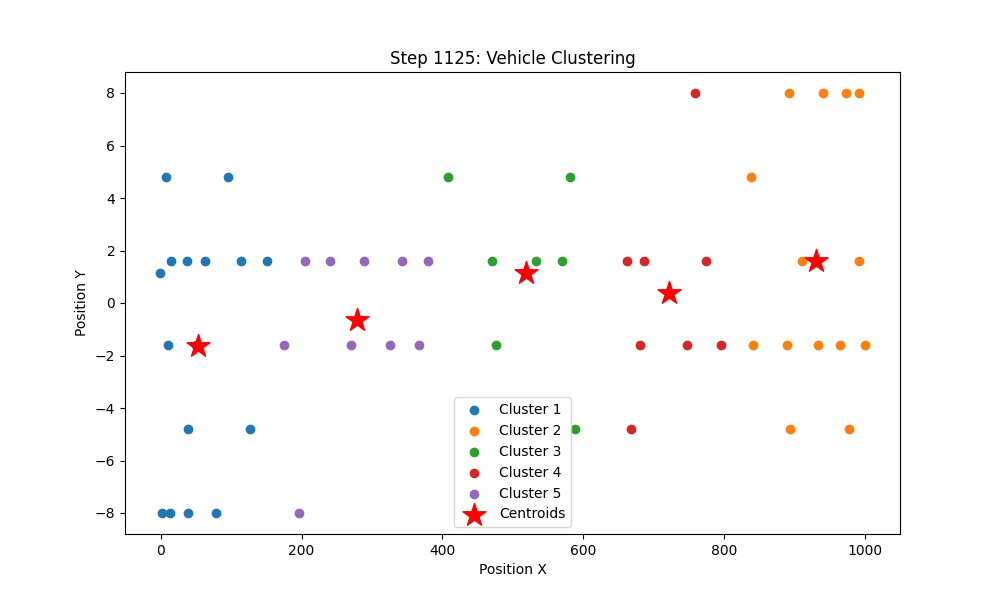 Step 1125: Vehicle Clustering
Position Y
8
6
4
2
0
−2
−4
−6
−8
Cluster 1
Cluster 2
Cluster 3
Cluster 4
Cluster 5
Centroids
0
200
400
600
800
1000
Position X